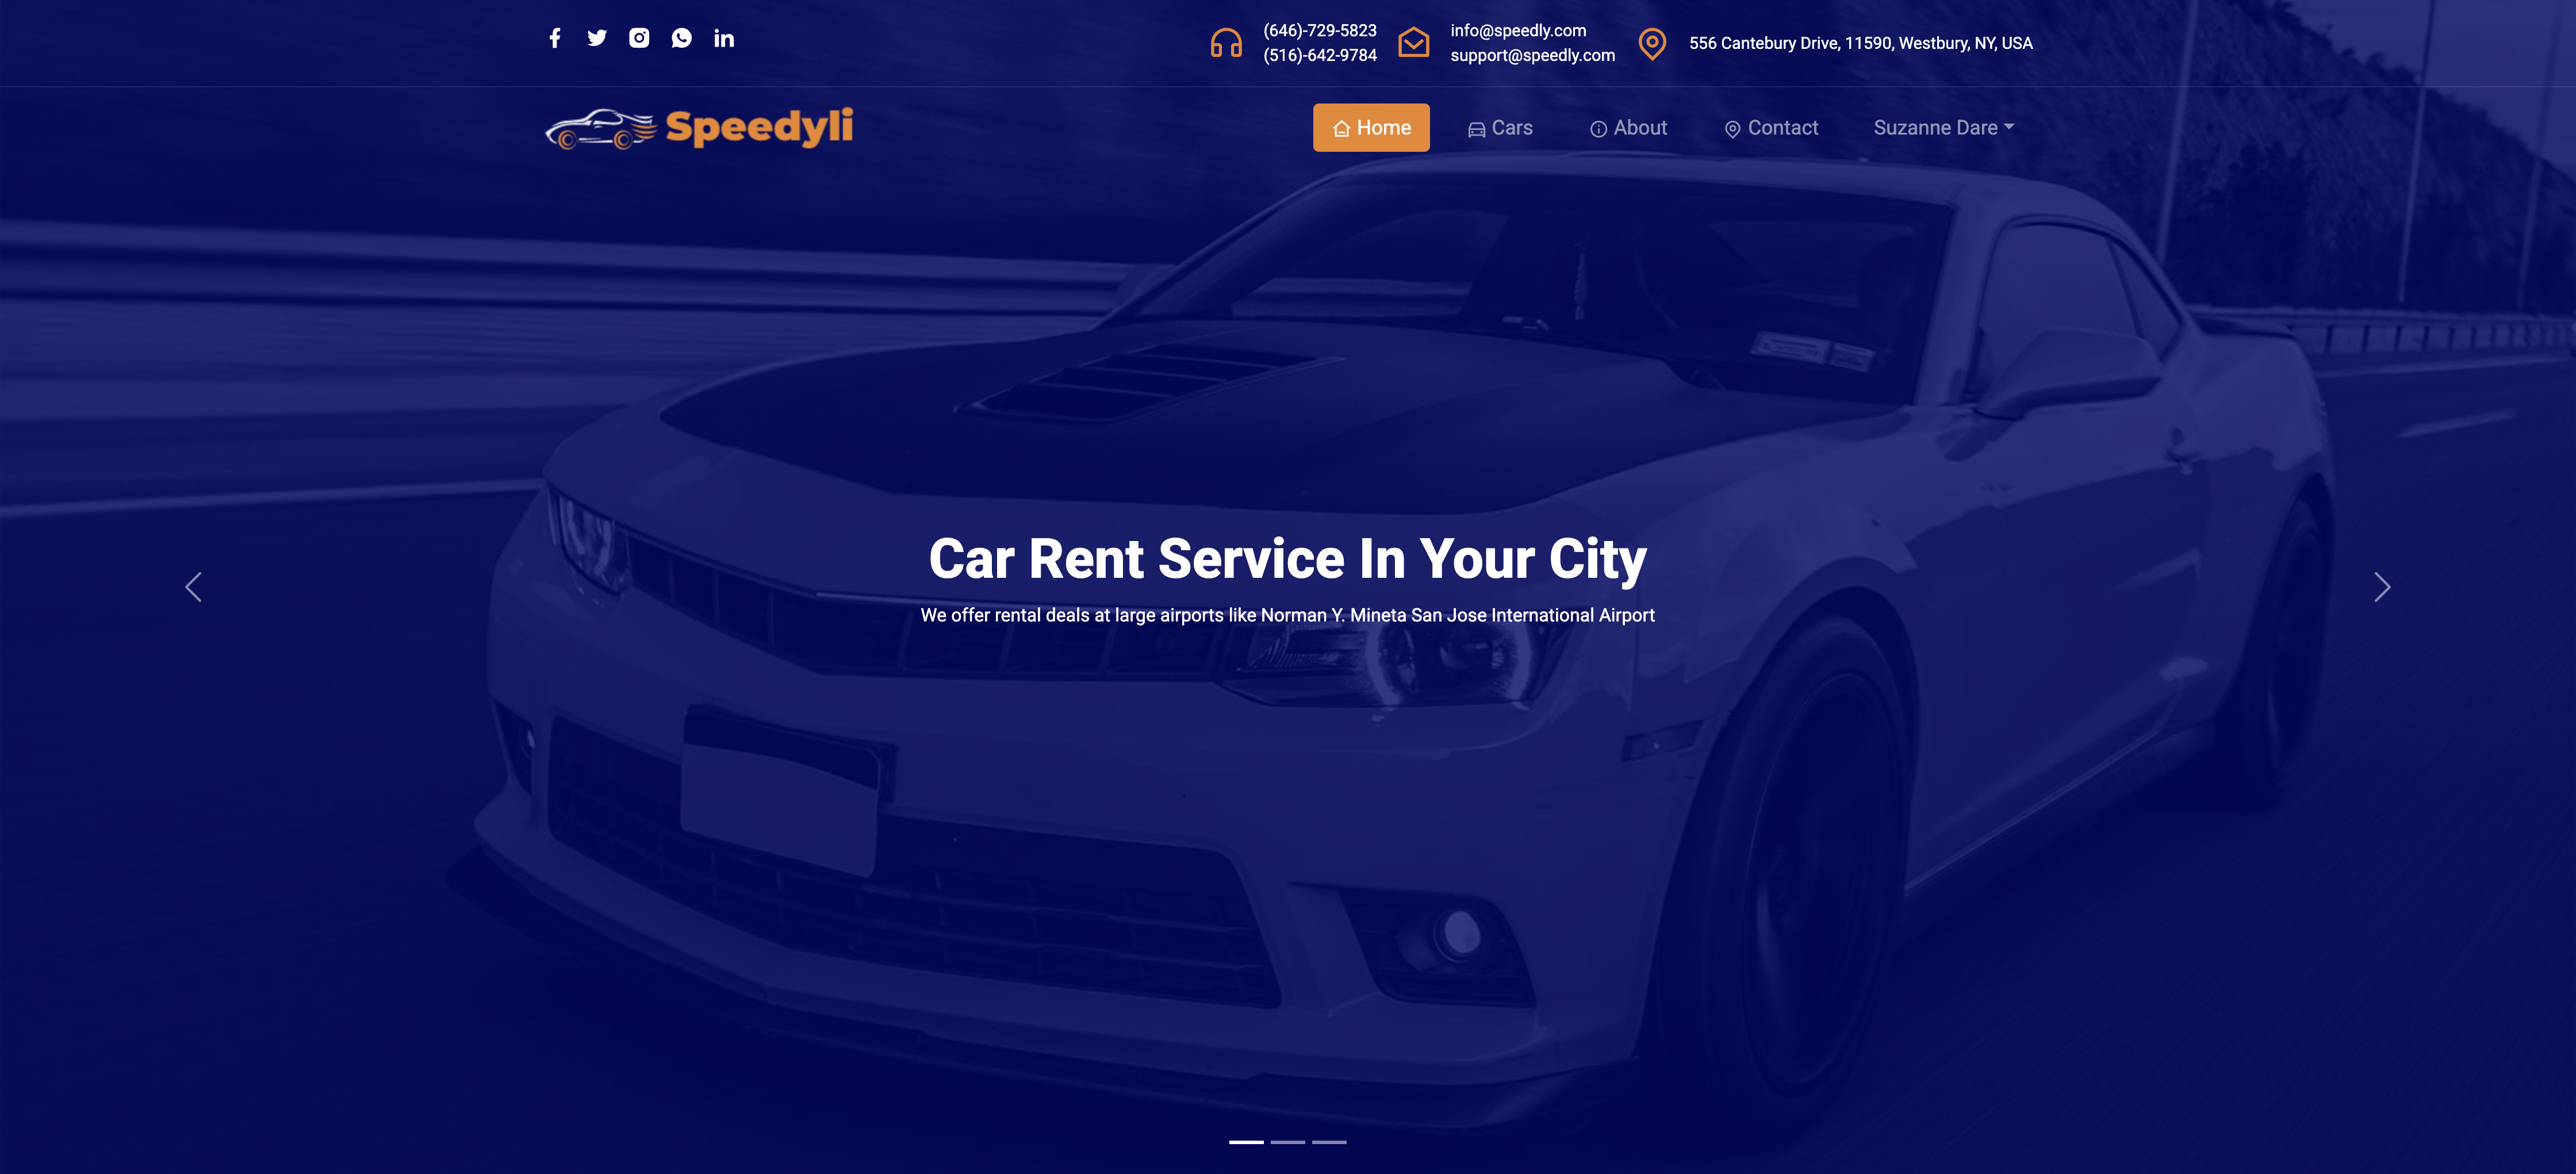 (646)-729-5823
(516)-642-9784
info@speedly.com
support@speedly.com
556 Cantebury Drive, 11590, Westbury, NY, USA
Speedyli
Home
Cars
About
Contact
Suzanne Dare
Car Rent Service In Your City
We offer rental deals at large airports like Norman Y. Mineta San Jose International Airport